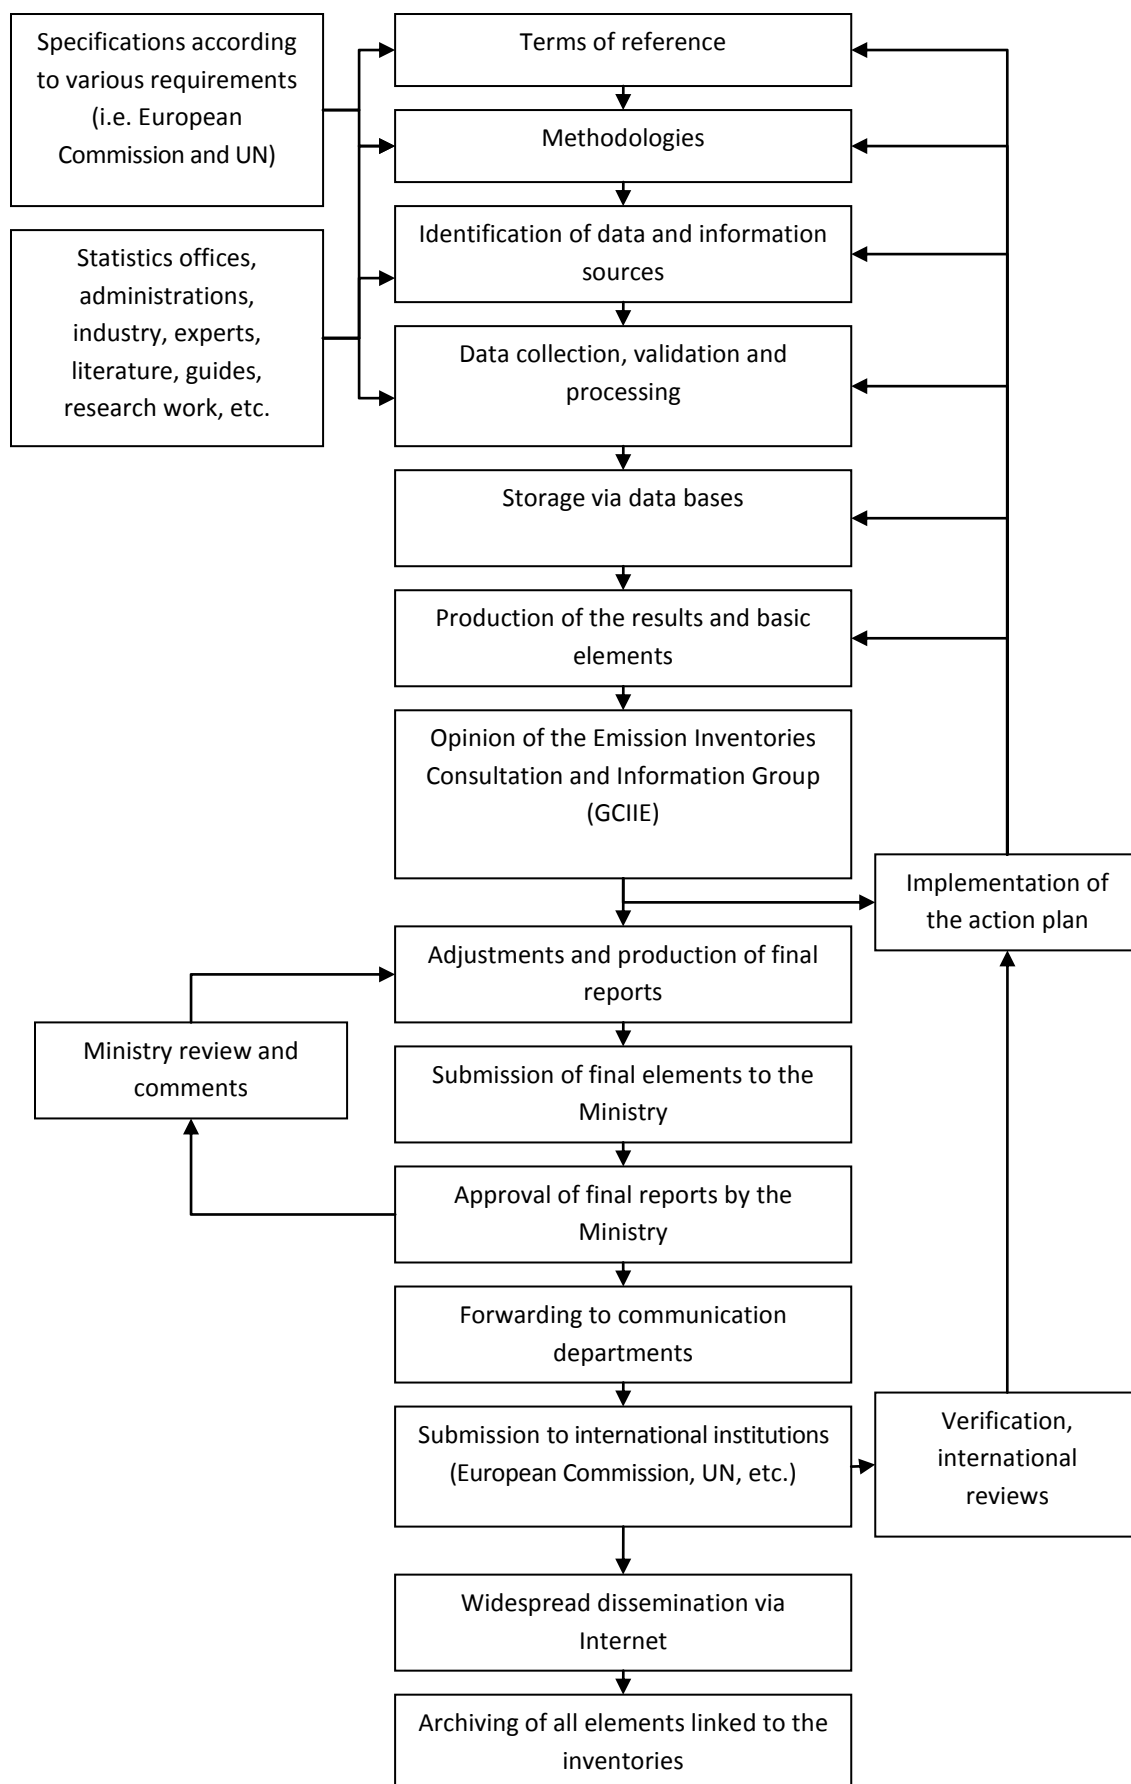 Specifications according
to various requirements
(i.e. European
Commission and UN)
Statistics offices,
administrations,
industry, experts,
literature, guides,
research work, etc.
Terms of reference
Methodologies
Identification of data and information
sources
Data collection, validation and
processing
Storage via data bases
Production of the results and basic
elements
Opinion of the Emission Inventories
Consultation and Information Group
(GCIIE)
Implementation of
the action plan
Adjustments and production of final
reports
Ministry review and
comments
Submission of final elements to the
Ministry
Approval of final reports by the
Ministry
Forwarding to communication
departments
Submission to international institutions
(European Commission, UN, etc.)
Verification,
international
reviews
Widespread dissemination via
Internet
Archiving of all elements linked to the
inventories